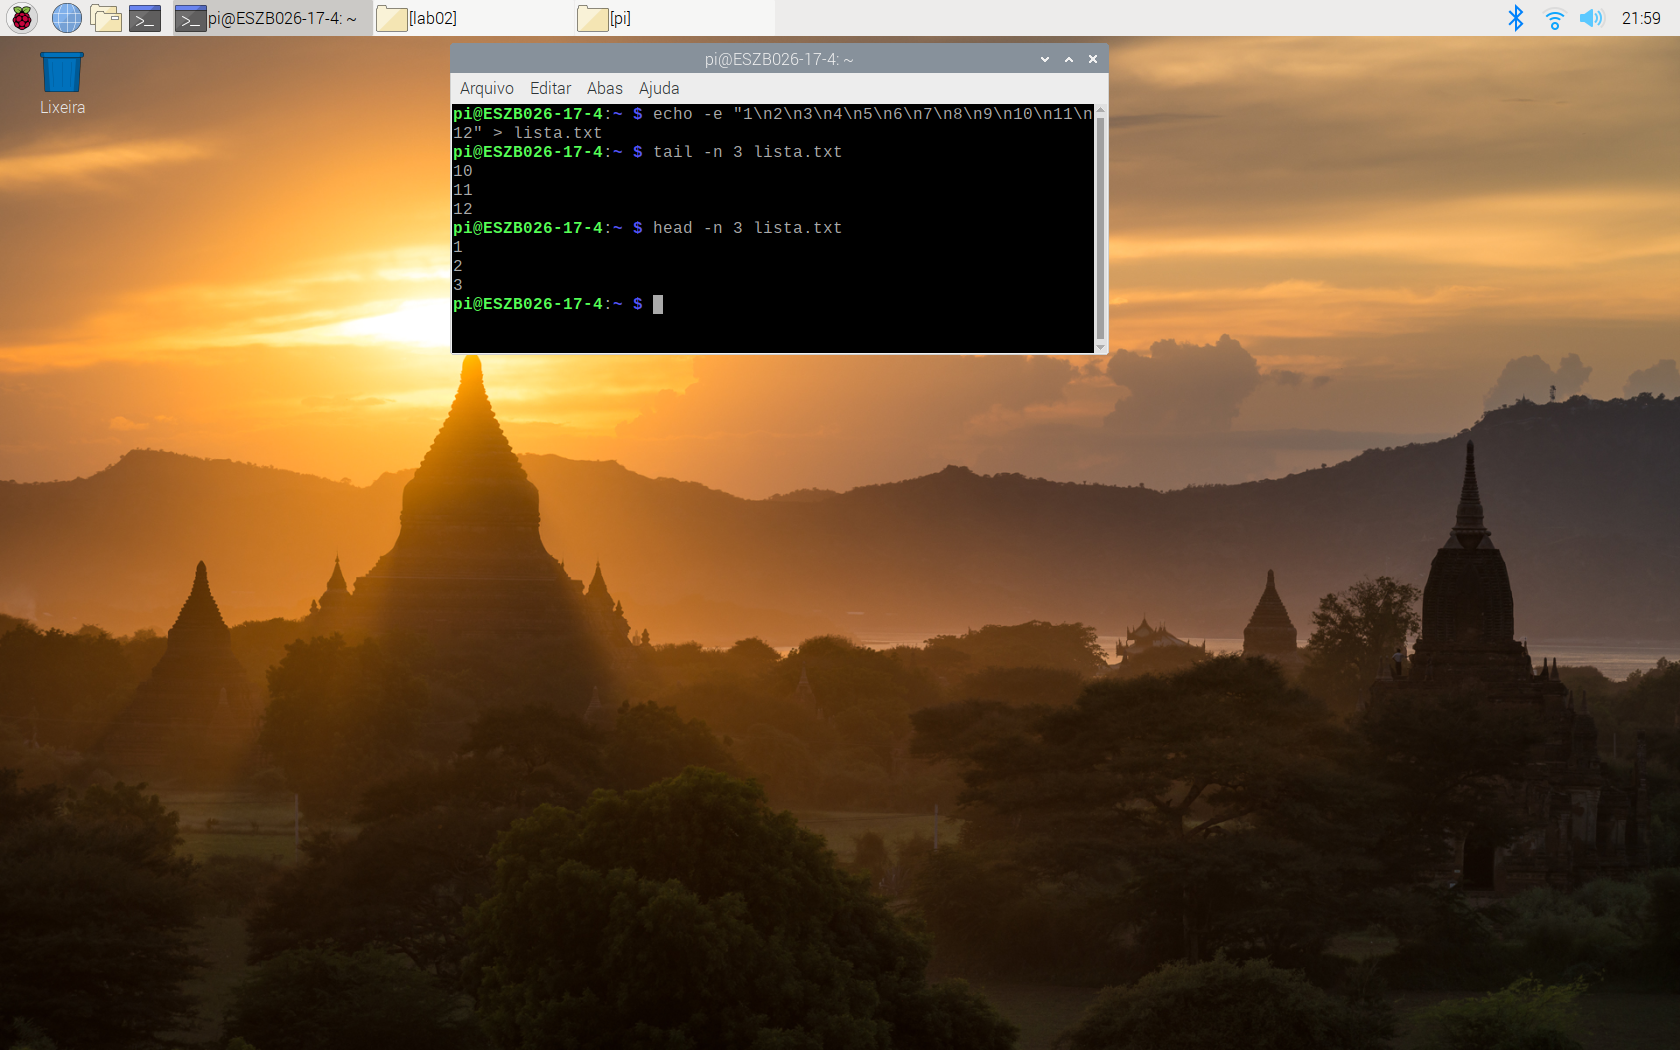 pi@ESZB026-17-4: ~
[lab02]
[pi]
21:59
Lixeira
pi@ESZB026-17-4: ~
Arquivo Editar Abas Ajuda
pi@ESZB026-17-4:~ $ echo -e "1\n2\n3\n4\n5\n6\n7\n8\n9\n10\n11\n
12" > lista.txt
pi@ESZB026-17-4:~ $ tail -n 3 lista.txt
10
11
12
pi@ESZB026-17-4:~ $ head -n 3 lista.txt
1
2
3
pi@ESZB026-17-4:~ $